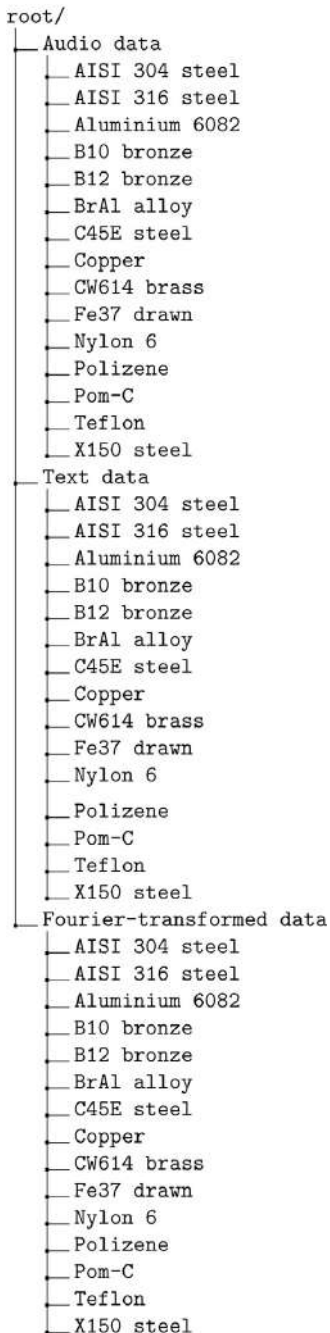 root/
Audio data
AISI 304 steel
AISI 316 steel
Aluminium 6082
B10 bronze
B12 bronze
BrAl alloy
C45E steel
Copper
CW614 brass
Fe37 drawn
Nylon 6
Polizene
Pom-C
Teflon
X150 steel
Text data
AISI 304 steel
AISI 316 steel
Aluminium 6082
B10 bronze
B12 bronze
BrAl alloy
C45E steel
Copper
CW614 brass
Fe37 drawn
Nylon 6
Polizene
Pom-C
Teflon
X150 steel
Fourier-transformed data
AISI 304 steel
AISI 316 steel
Aluminium 6082
B10 bronze
B12 bronze
BrAl alloy
C45E steel
Copper
CW614 brass
Fe37 drawn
Nylon 6
Polizene
Pom-C
Teflon
X150 steel